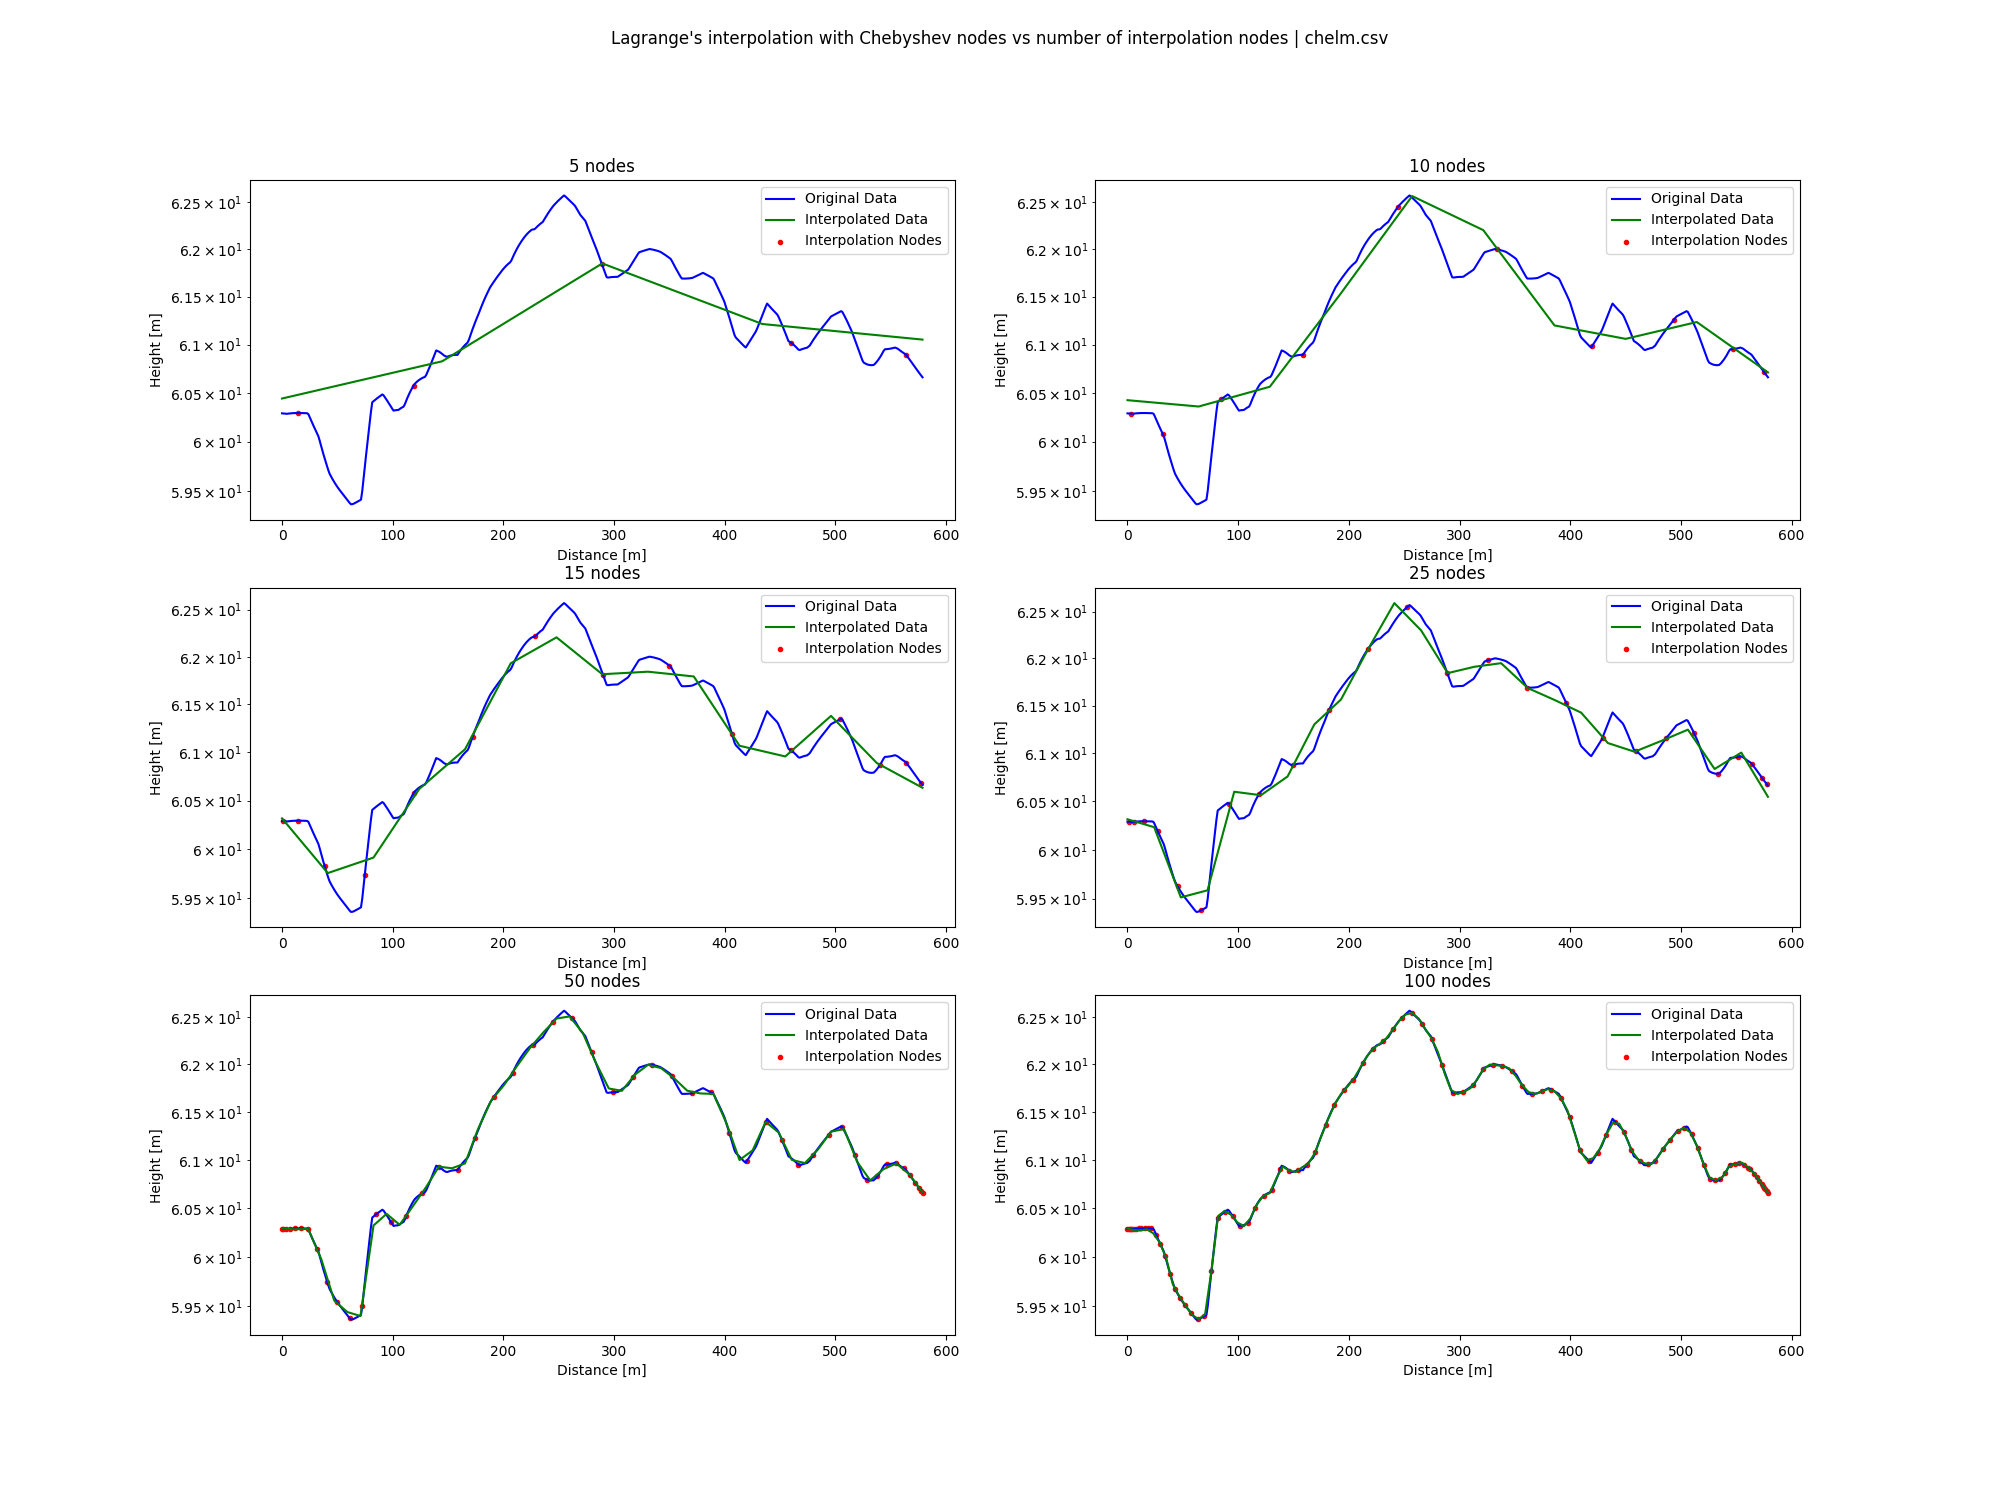 Lagrange's interpolation with Chebyshev nodes vs number of interpolation nodes | chelm.csv
5 nodes
Height [m]
6.25 × 10¹
6.2 × 10¹
6.15 × 10¹
6.1 × 10¹
6.05 × 10¹
6 × 10¹
5.95 × 10¹
Original Data
Interpolated Data
Interpolation Nodes
0 100 200 300 400 500 600
Distance [m]
10 nodes
Height [m]
6.25 × 10¹
6.2 × 10¹
6.15 × 10¹
6.1 × 10¹
6.05 × 10¹
6 × 10¹
5.95 × 10¹
Original Data
Interpolated Data
Interpolation Nodes
0 100 200 300 400 500 600
Distance [m]
15 nodes
Height [m]
6.25 × 10¹
6.2 × 10¹
6.15 × 10¹
6.1 × 10¹
6.05 × 10¹
6 × 10¹
5.95 × 10¹
Original Data
Interpolated Data
Interpolation Nodes
0 100 200 300 400 500 600
Distance [m]
25 nodes
Height [m]
6.25 × 10¹
6.2 × 10¹
6.15 × 10¹
6.1 × 10¹
6.05 × 10¹
6 × 10¹
5.95 × 10¹
Original Data
Interpolated Data
Interpolation Nodes
0 100 200 300 400 500 600
Distance [m]
50 nodes
Height [m]
6.25 × 10¹
6.2 × 10¹
6.15 × 10¹
6.1 × 10¹
6.05 × 10¹
6 × 10¹
5.95 × 10¹
Original Data
Interpolated Data
Interpolation Nodes
0 100 200 300 400 500 600
Distance [m]
100 nodes
Height [m]
6.25 × 10¹
6.2 × 10¹
6.15 × 10¹
6.1 × 10¹
6.05 × 10¹
6 × 10¹
5.95 × 10¹
Original Data
Interpolated Data
Interpolation Nodes
0 100 200 300 400 500 600
Distance [m]